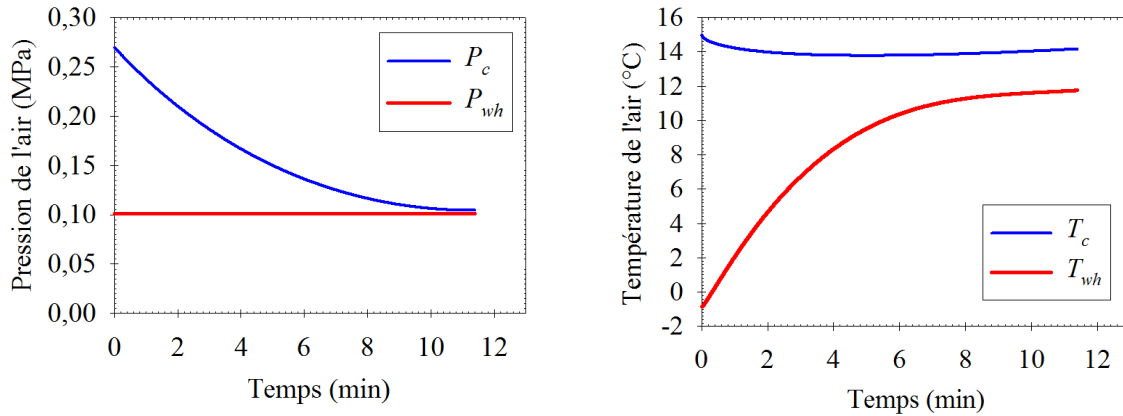 Pression de l'air (MPa)
0,30
0,25
0,20
0,15
0,10
0,05
0,00
P_c
P_wh
0 2 4 6 8 10 12
Temps (min)
Température de l'air (°C)
16
14
12
10
8
6
4
2
0
-2
T_c
T_wh
0 2 4 6 8 10 12
Temps (min)